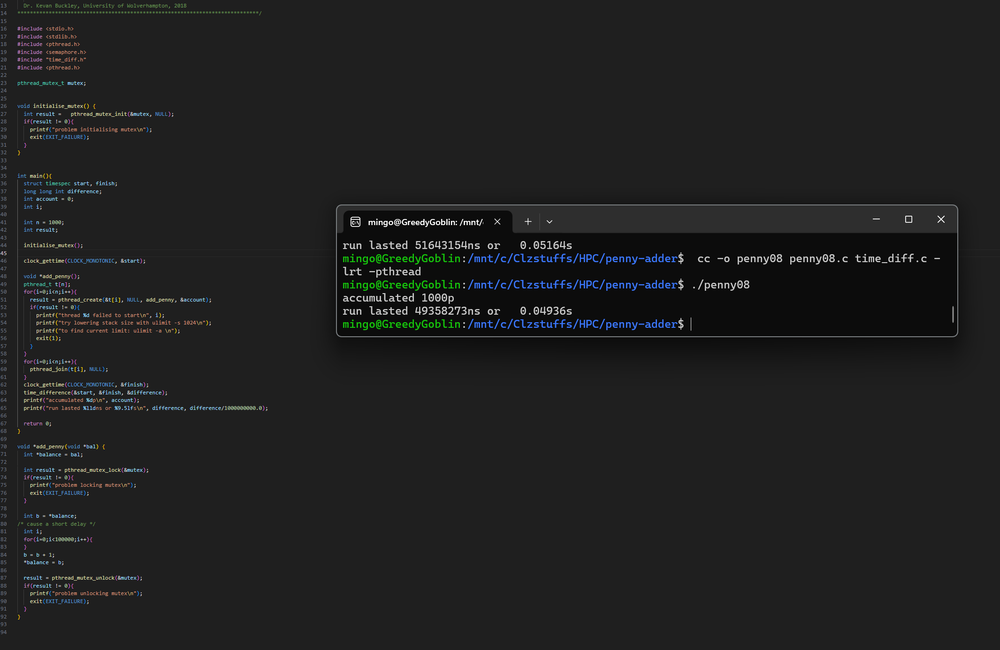 13 Dr. Kevan Buckley, University of Wolverhampton, 2018
14 *****************************************************************************/
15
16 #include <stdio.h>
17 #include <stdlib.h>
18 #include <pthread.h>
19 #include <semaphore.h>
20 #include "time_diff.h"
21 #include <pthread.h>
22
23 pthread_mutex_t mutex;
24
25
26 void initialise_mutex() {
27   int result =   pthread_mutex_init(&mutex, NULL);
28   if(result != 0){
29     printf("problem initialising mutex\n");
30     exit(EXIT_FAILURE);
31   }
32 }
33
34
35 int main(){
36   struct timespec start, finish;
37   long long int difference;
38   int account = 0;
39   int i;
40
41   int n = 1000;
42   int result;
43
44   initialise_mutex();
45
46   clock_gettime(CLOCK_MONOTONIC, &start);
47
48   void *add_penny();
49   pthread_t t[n];
50   for(i=0;i<n;i++){
51     result = pthread_create(&t[i], NULL, add_penny, &account);
52     if(result != 0){
53       printf("thread %d failed to start\n", i);
54       printf("try lowering stack size with ulimit -s 1024\n");
55       printf("to find current limit: ulimit -a \n");
56       exit(1);
57     }
58   }
59   for(i=0;i<n;i++){
60     pthread_join(t[i], NULL);
61   }
62   clock_gettime(CLOCK_MONOTONIC, &finish);
63   time_difference(&start, &finish, &difference);
64   printf("accumulated %dp\n", account);
65   printf("run lasted %lldns or %9.5lfs\n", difference, difference/1000000000.0);
66
67   return 0;
68 }
69
70 void *add_penny(void *bal) {
71   int *balance = bal;
72
73   int result = pthread_mutex_lock(&mutex);
74   if(result != 0){
75     printf("problem locking mutex\n");
76     exit(EXIT_FAILURE);
77   }
78
79   int b = *balance;
80 /* cause a short delay */
81   int i;
82   for(i=0;i<100000;i++){
83   }
84   b = b + 1;
85   *balance = b;
86
87   result = pthread_mutex_unlock(&mutex);
88   if(result != 0){
89     printf("problem unlocking mutex\n");
90     exit(EXIT_FAILURE);
91   }
92 }
93
94
mingo@GreedyGoblin: /mnt/
run lasted 51643154ns or   0.05164s
mingo@GreedyGoblin:/mnt/c/Clzstuffs/HPC/penny-adder$  cc -o penny08 penny08.c time_diff.c -
lrt -pthread
mingo@GreedyGoblin:/mnt/c/Clzstuffs/HPC/penny-adder$ ./penny08
accumulated 1000p
run lasted 49358273ns or   0.04936s
mingo@GreedyGoblin:/mnt/c/Clzstuffs/HPC/penny-adder$